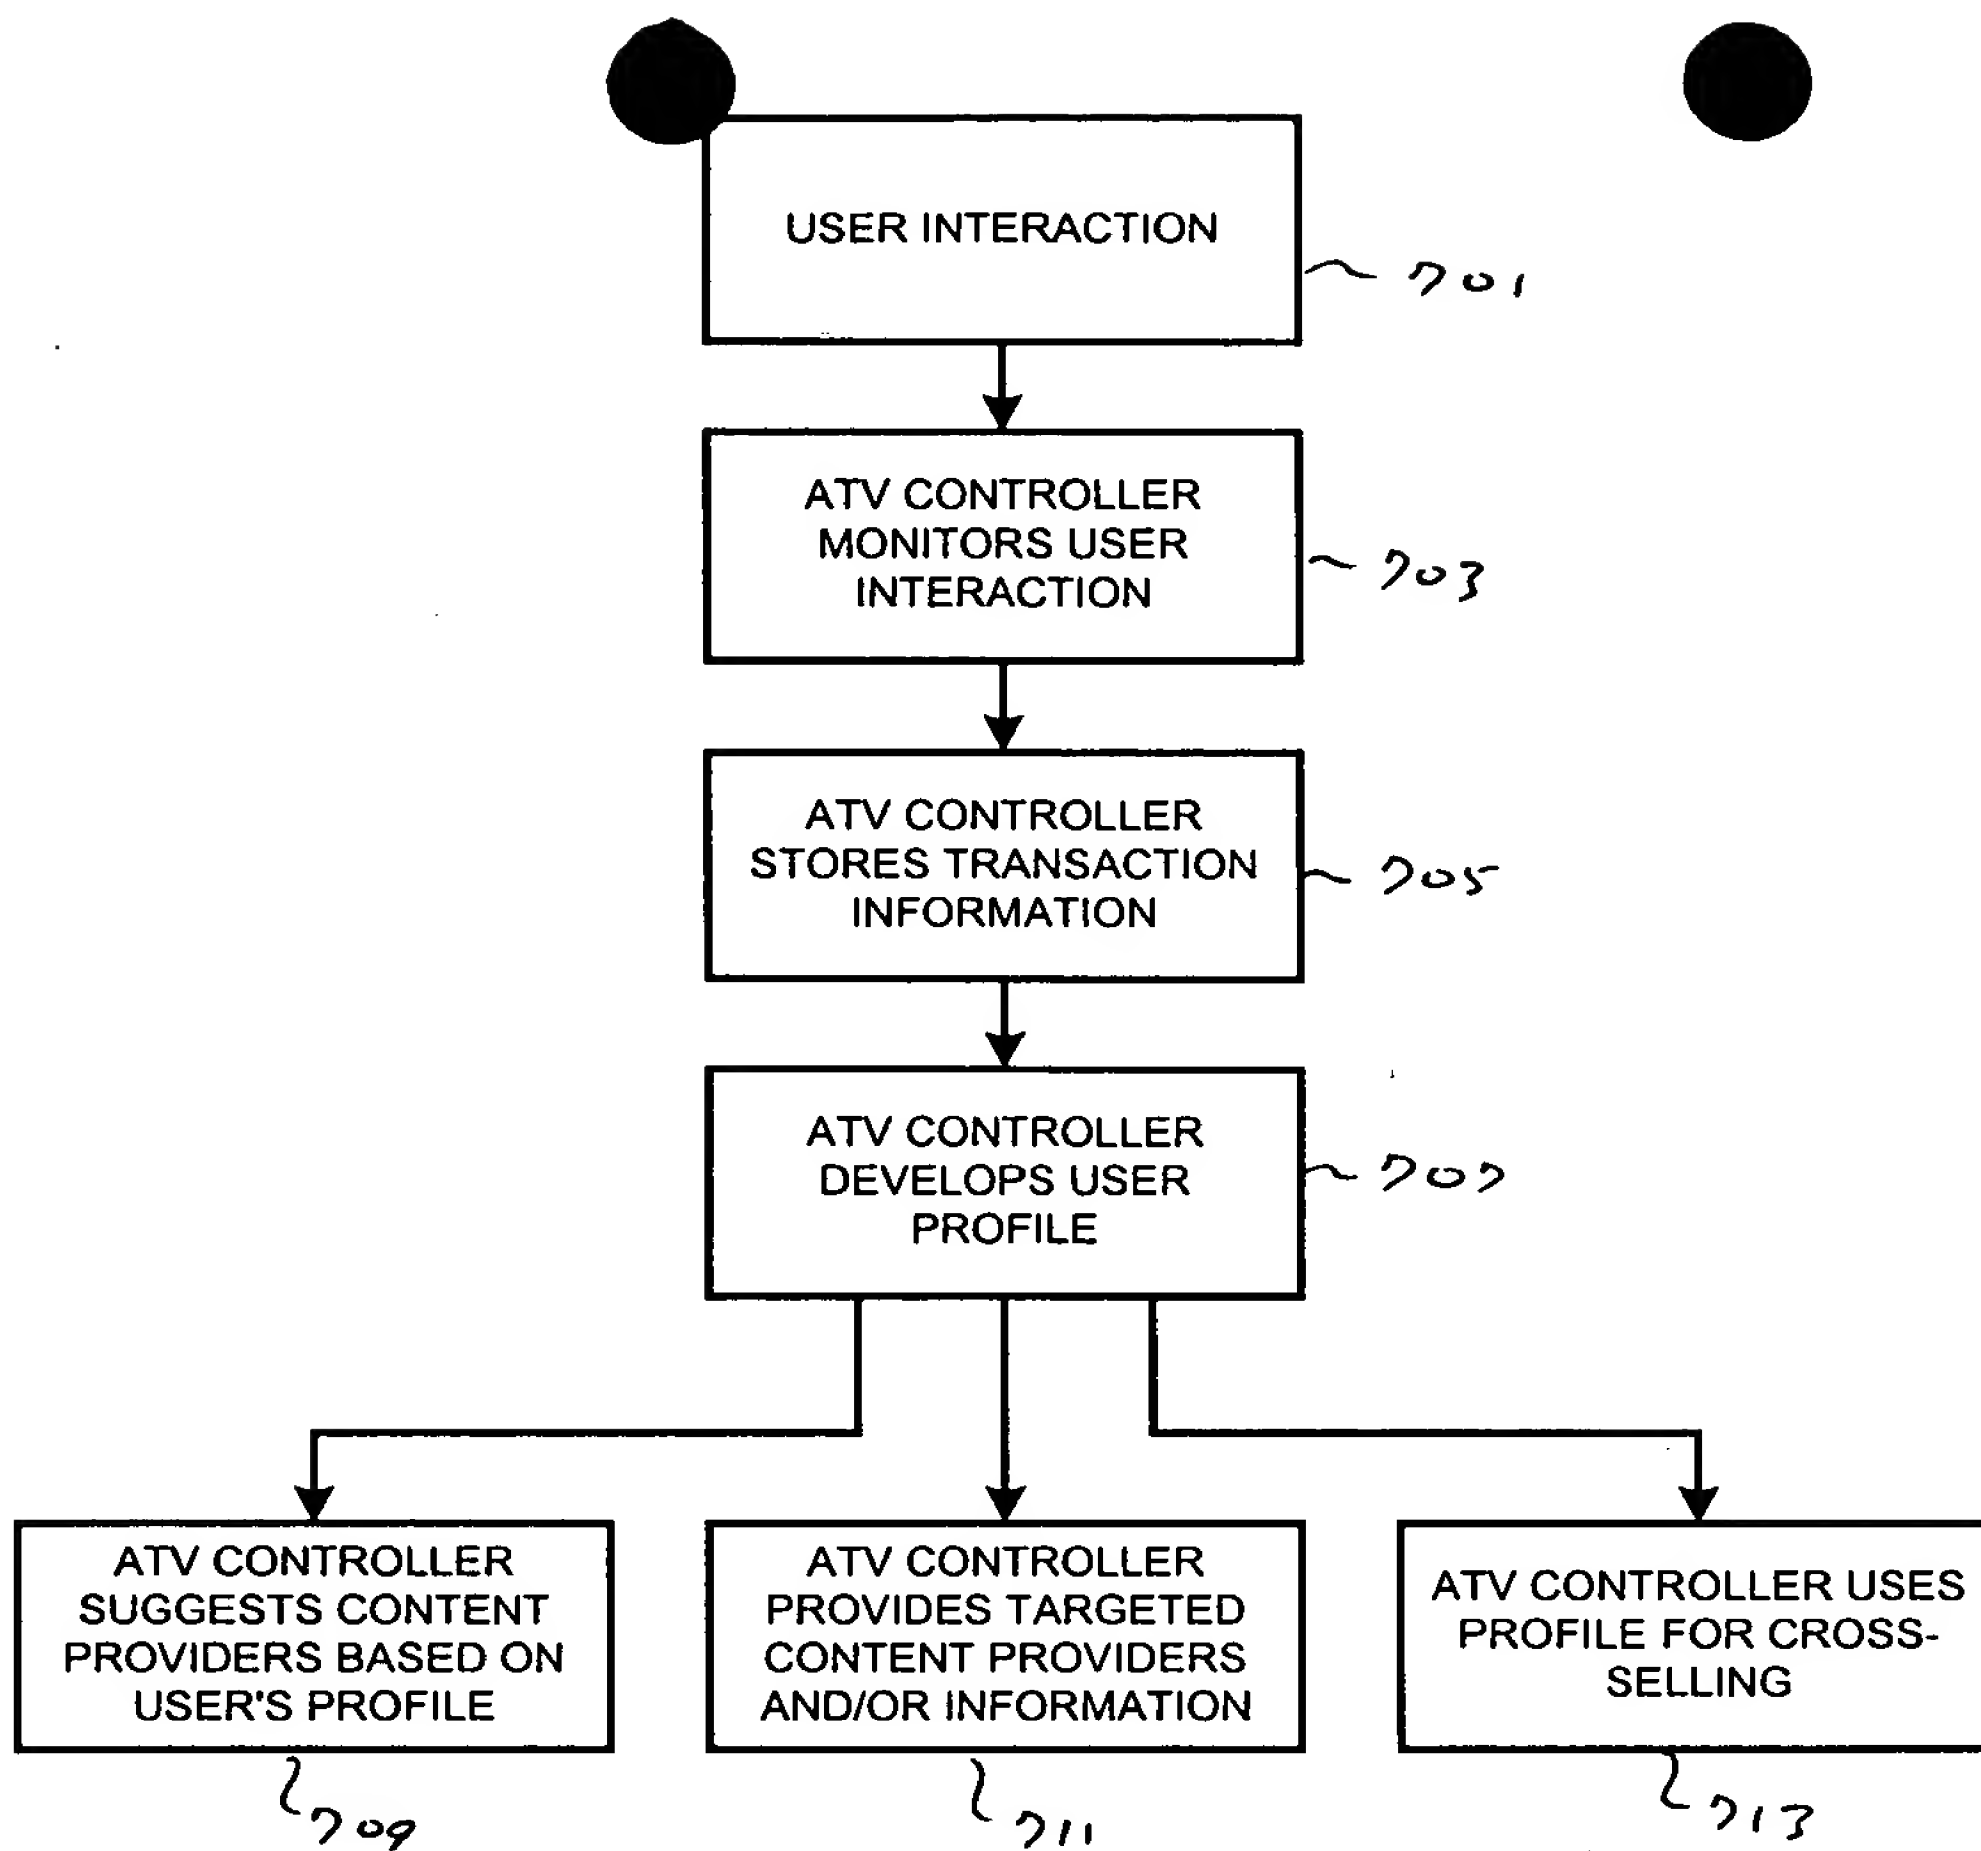 USER INTERACTION
701
ATV CONTROLLER
MONITORS USER
INTERACTION
703
ATV CONTROLLER
STORES TRANSACTION
INFORMATION
705
ATV CONTROLLER
DEVELOPS USER
PROFILE
707
ATV CONTROLLER
SUGGESTS CONTENT
PROVIDERS BASED ON
USER'S PROFILE
709
ATV CONTROLLER
PROVIDES TARGETED
CONTENT PROVIDERS
AND/OR INFORMATION
711
ATV CONTROLLER USES
PROFILE FOR CROSS-
SELLING
713